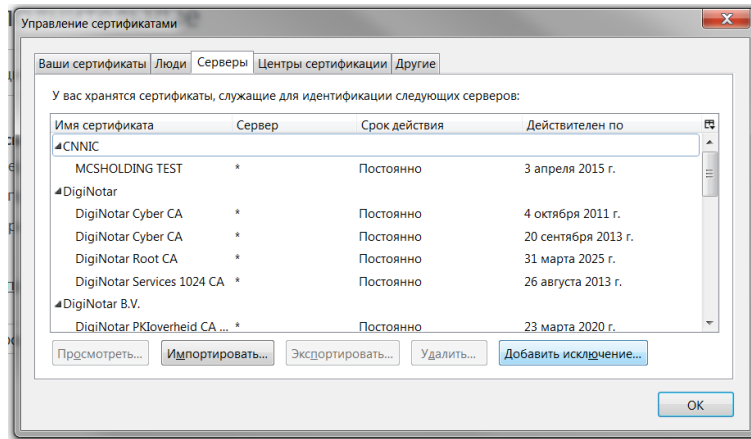 Управление сертификатами
Ваши сертификаты Люди Серверы Центры сертификации Другие
У вас хранятся сертификаты, служащие для идентификации следующих серверов:
Имя сертификата Сервер Срок действия Действителен по
CNNIC
MCSHOLDING TEST * Постоянно 3 апреля 2015 г.
DigiNotar
DigiNotar Cyber CA * Постоянно 4 октября 2011 г.
DigiNotar Cyber CA * Постоянно 20 сентября 2013 г.
DigiNotar Root CA * Постоянно 31 марта 2025 г.
DigiNotar Services 1024 CA * Постоянно 26 августа 2013 г.
DigiNotar B.V.
DigiNotar PKIoverheid CA ... * Постоянно 23 марта 2020 г.
Просмотреть... Импортировать... Экспортировать... Удалить... Добавить исключение...
ОК